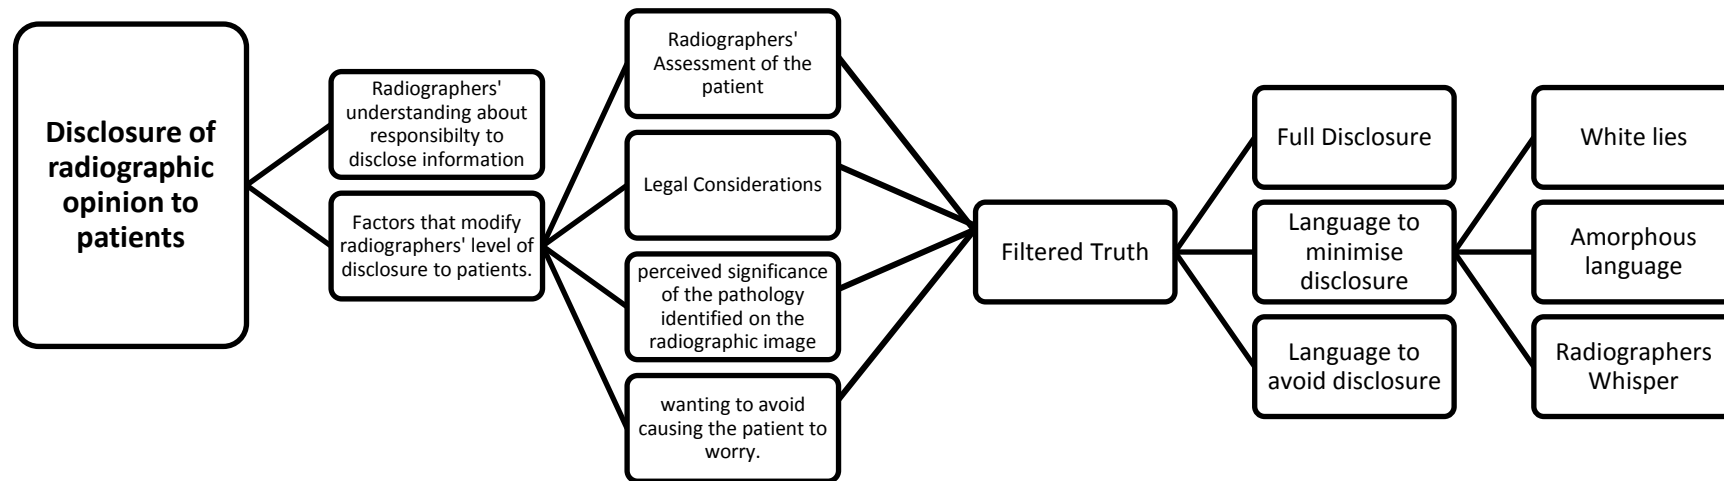 Disclosure of
radiographic
opinion to
patients
Radiographers'
understanding about
responsibilty to
disclose information
Factors that modify
radiographers' level of
disclosure to patients.
Radiographers'
Assessment of the
patient
Legal Considerations
perceived significance
of the pathology
identified on the
radiographic image
wanting to avoid
causing the patient to
worry.
Filtered Truth
Full Disclosure
Language to
minimise
disclosure
Language to
avoid disclosure
White lies
Amorphous
language
Radiographers
Whisper